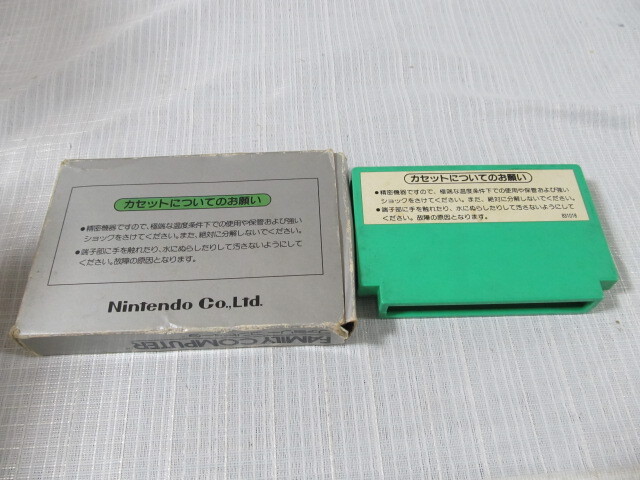 カセットについてのお願い
●精密機器ですので、極端な温度条件下での使用や保管および強い
ショックをさけてください。また、絶対に分解しないでください。
●端子部に手を触れたり、水にぬらしたりして汚さないようにして
ください。故障の原因となります。
Nintendo Co.,Ltd.
FAMILY COMPUTER
カセットについてのお願い
●精密機器ですので、極端な温度条件下での使用や保管および強い
ショックをさけてください。また、絶対に分解しないでください。
●端子部に手を触れたり、水にぬらしたりして汚さないようにして
ください。故障の原因となります。